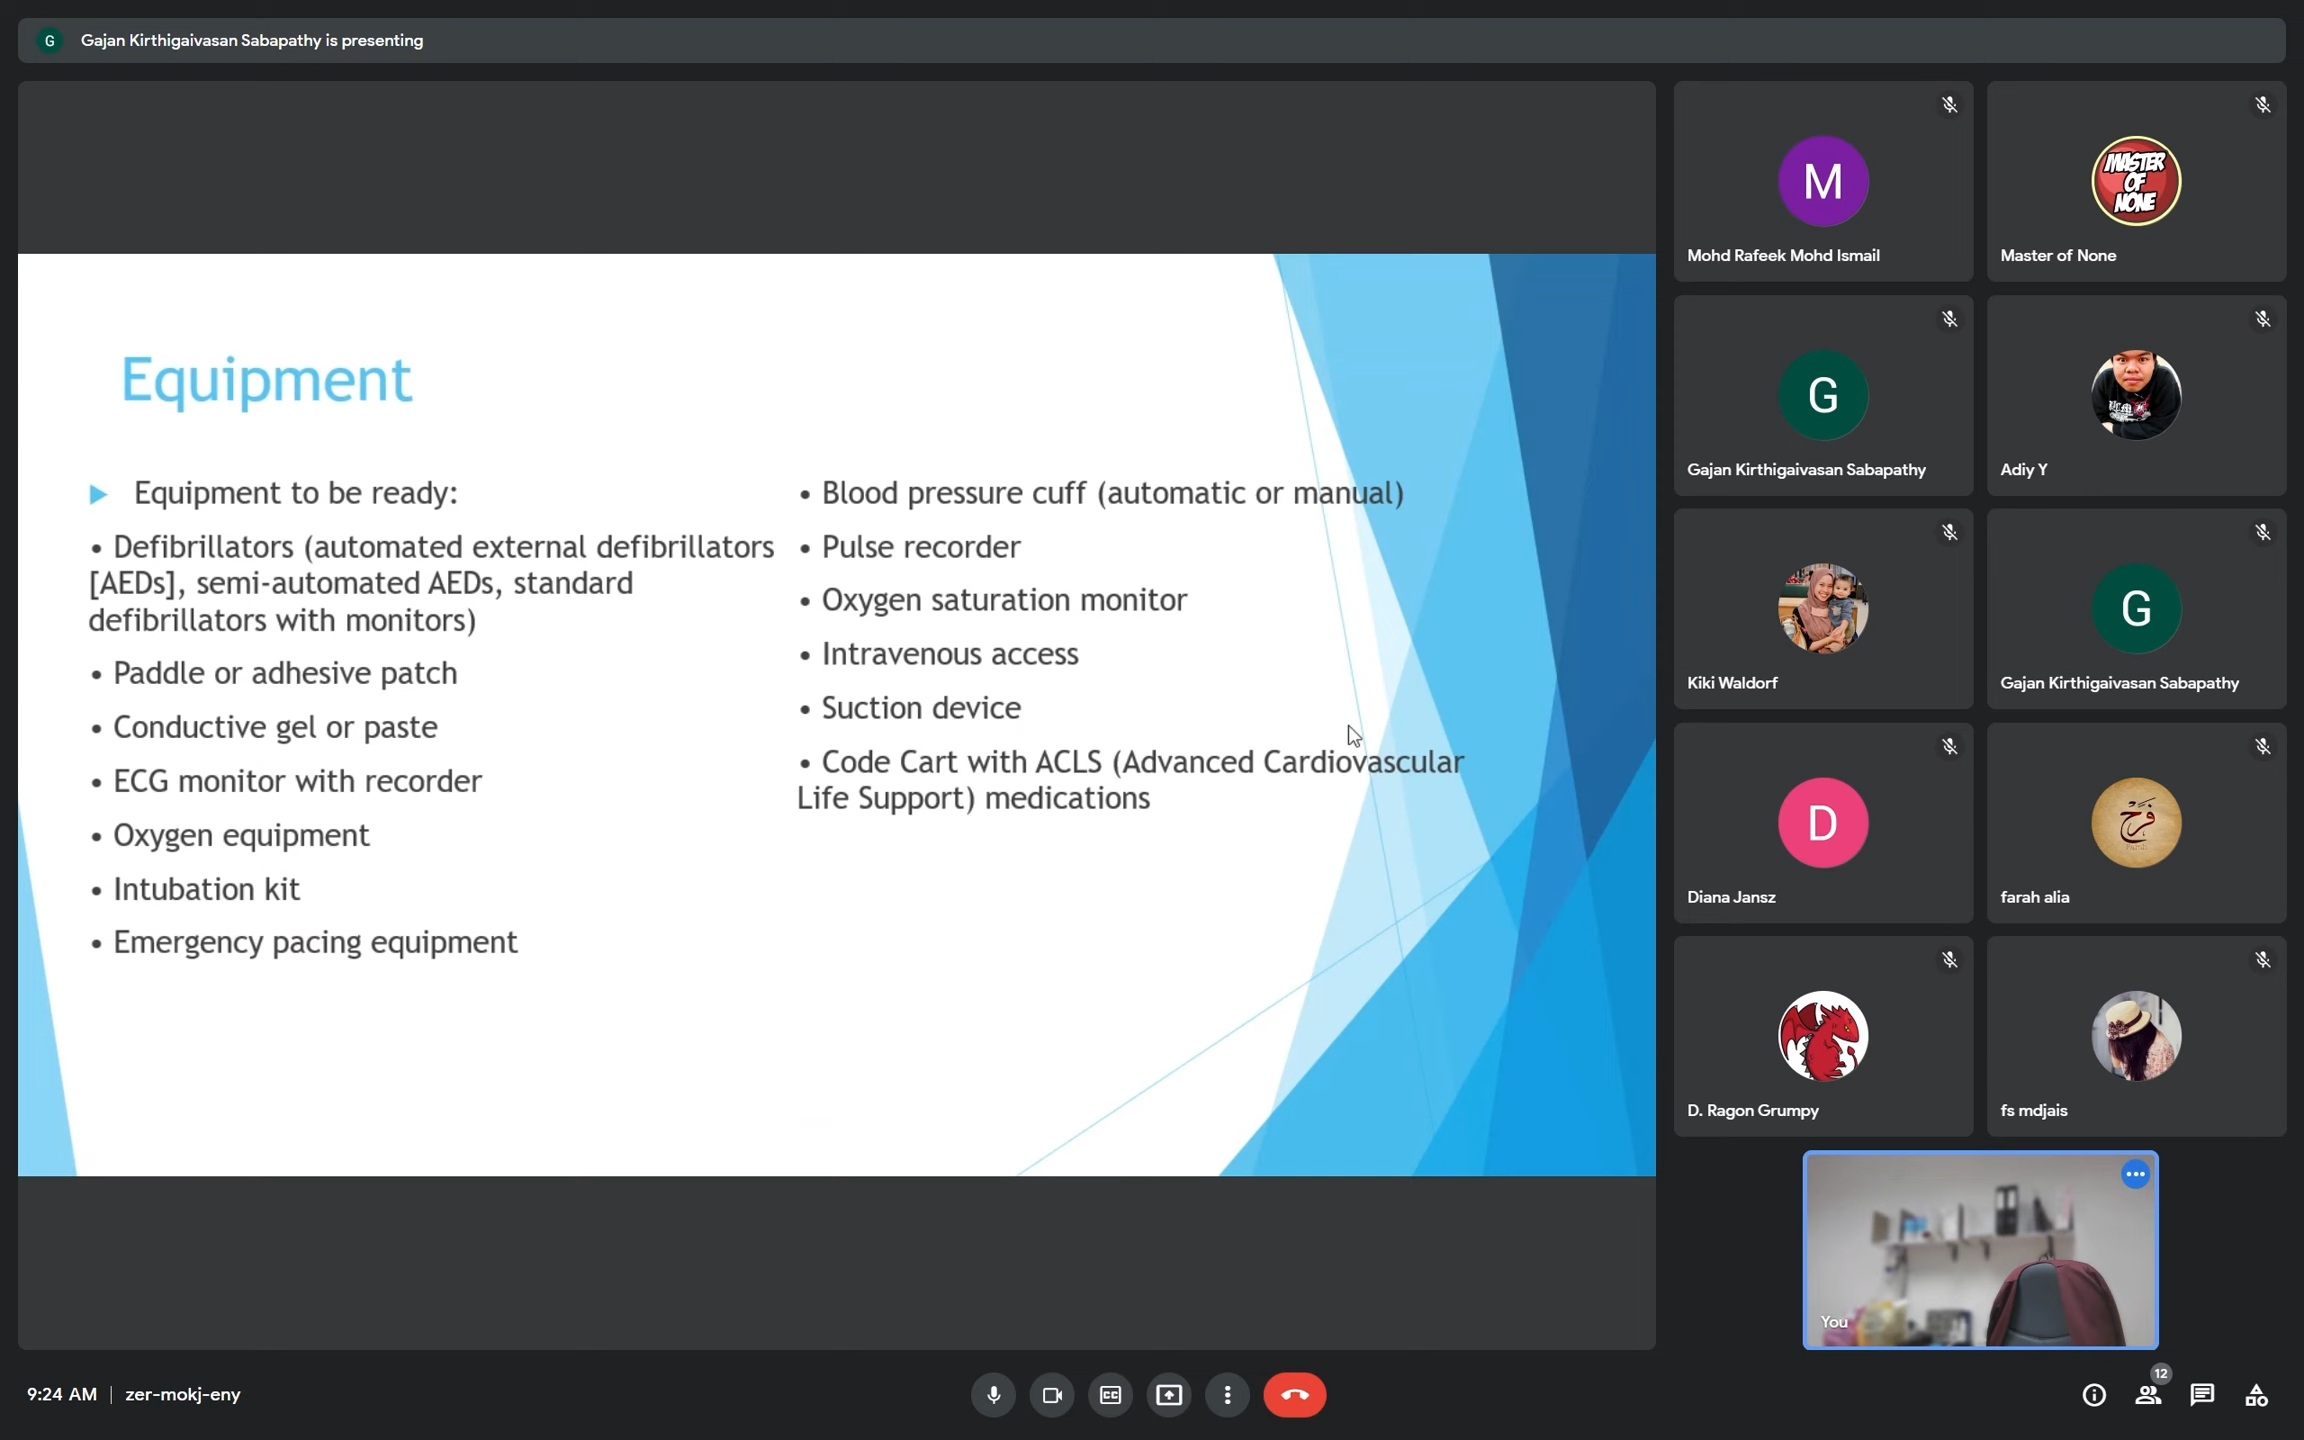 G Gajan Kirthigaivasan Sabapathy is presenting
Equipment
Equipment to be ready:
• Defibrillators (automated external defibrillators
[AEDs], semi-automated AEDs, standard
defibrillators with monitors)
• Paddle or adhesive patch
• Conductive gel or paste
• ECG monitor with recorder
• Oxygen equipment
• Intubation kit
• Emergency pacing equipment
• Blood pressure cuff (automatic or manual)
• Pulse recorder
• Oxygen saturation monitor
• Intravenous access
• Suction device
• Code Cart with ACLS (Advanced Cardiovascular
Life Support) medications
M
Mohd Rafeek Mohd Ismail
MASTER
OF
NONE
Master of None
G
Gajan Kirthigaivasan Sabapathy
Adiy Y
Kiki Waldorf
G
Gajan Kirthigaivasan Sabapathy
D
Diana Jansz
فرح
farah alia
D. Ragon Grumpy
fs mdjais
You
9:24 AM | zer-mokj-eny
CC
12